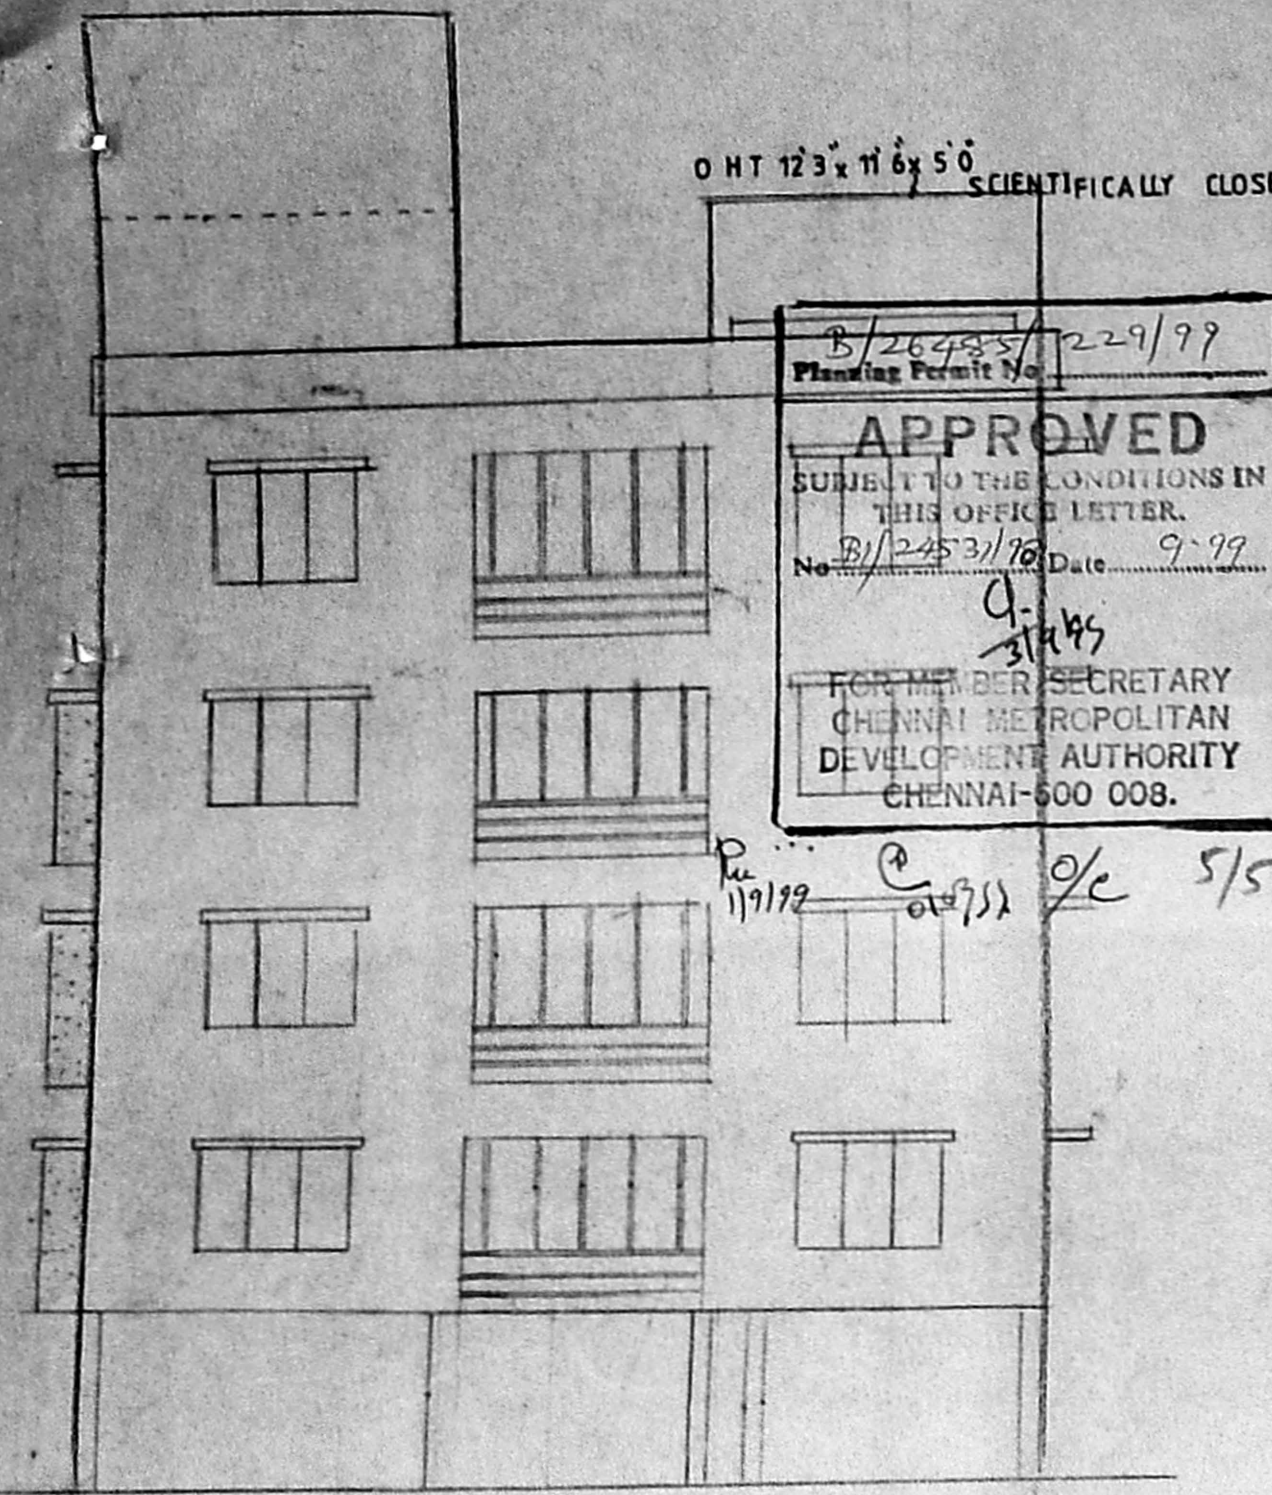 O H T 12'3" x 11'6" x 5'0"
SCIENTIFICALLY CLOS
B/26485/229/99
Planning Permit No
APPROVED
SUBJECT TO THE CONDITIONS IN
THIS OFFICE LETTER.
No B1/24531/98 Date 9-99
FOR MEMBER SECRETARY
CHENNAI METROPOLITAN
DEVELOPMENT AUTHORITY
CHENNAI-600 008.
1/9/99
O/C 5/5